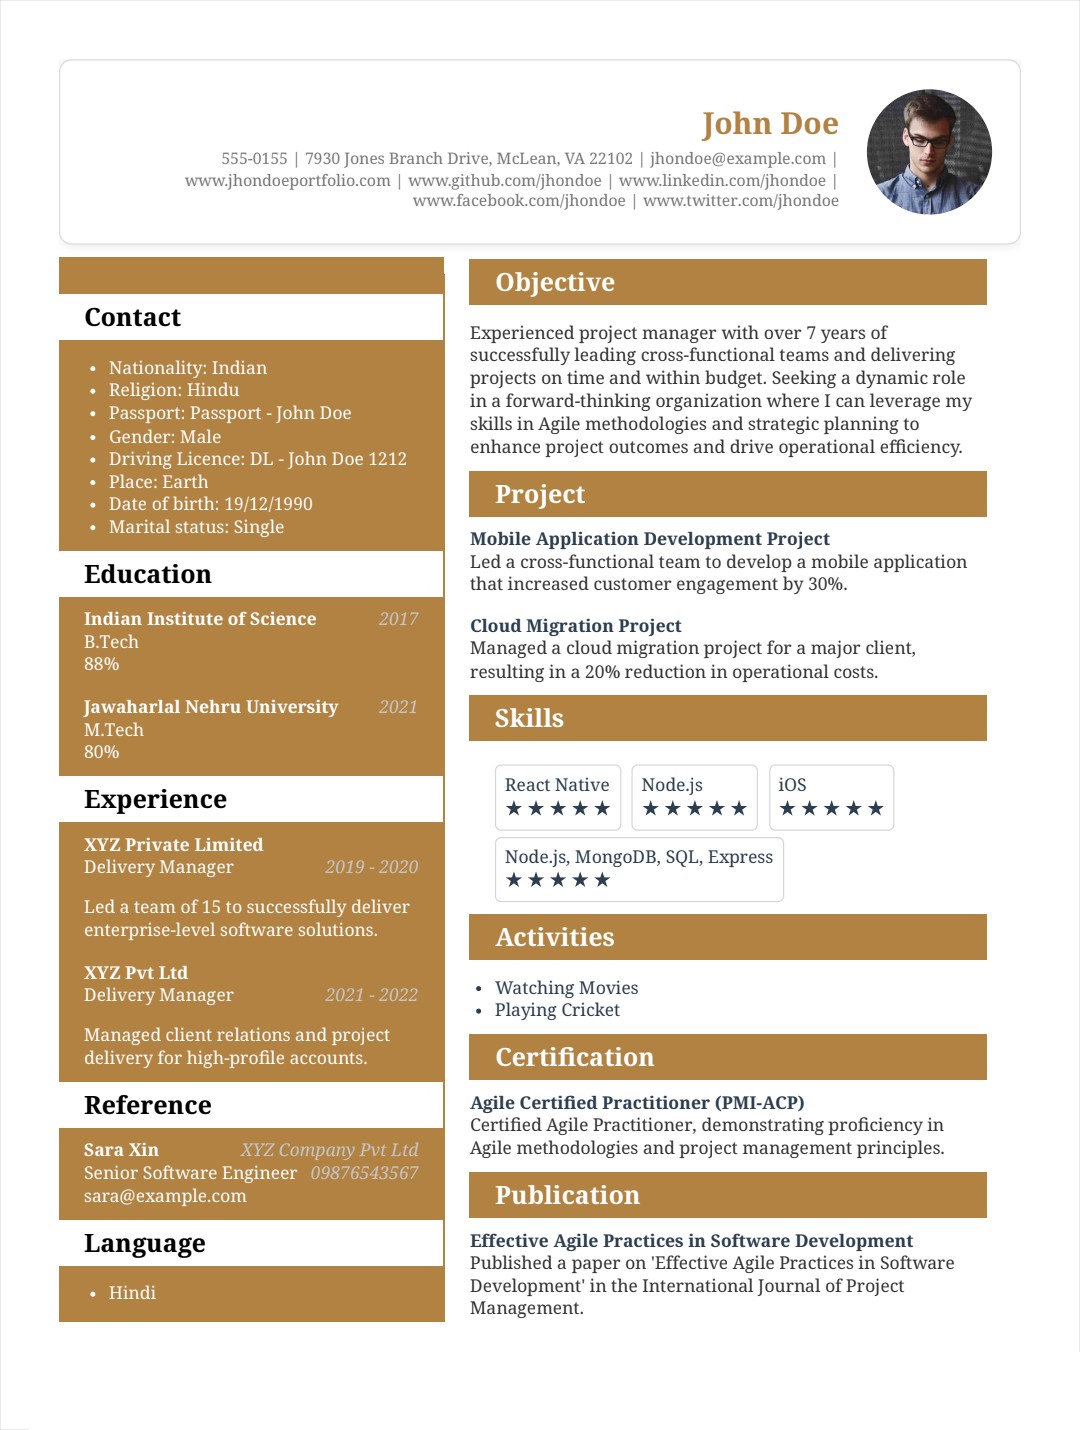 John Doe
555-0155 | 7930 Jones Branch Drive, McLean, VA 22102 | jhondoe@example.com |
www.jhondoeportfolio.com | www.github.com/jhondoe | www.linkedin.com/jhondoe |
www.facebook.com/jhondoe | www.twitter.com/jhondoe
Contact
• Nationality: Indian
• Religion: Hindu
• Passport: Passport - John Doe
• Gender: Male
• Driving Licence: DL - John Doe 1212
• Place: Earth
• Date of birth: 19/12/1990
• Marital status: Single
Education
Indian Institute of Science 2017
B.Tech
88%
Jawaharlal Nehru University 2021
M.Tech
80%
Experience
XYZ Private Limited
Delivery Manager 2019 - 2020
Led a team of 15 to successfully deliver
enterprise-level software solutions.
XYZ Pvt Ltd
Delivery Manager 2021 - 2022
Managed client relations and project
delivery for high-profile accounts.
Reference
Sara Xin XYZ Company Pvt Ltd
Senior Software Engineer 09876543567
sara@example.com
Language
• Hindi
Objective
Experienced project manager with over 7 years of
successfully leading cross-functional teams and delivering
projects on time and within budget. Seeking a dynamic role
in a forward-thinking organization where I can leverage my
skills in Agile methodologies and strategic planning to
enhance project outcomes and drive operational efficiency.
Project
Mobile Application Development Project
Led a cross-functional team to develop a mobile application
that increased customer engagement by 30%.
Cloud Migration Project
Managed a cloud migration project for a major client,
resulting in a 20% reduction in operational costs.
Skills
React Native
★ ★ ★ ★ ★
Node.js
★ ★ ★ ★ ★
iOS
★ ★ ★ ★ ★
Node.js, MongoDB, SQL, Express
★ ★ ★ ★ ★
Activities
• Watching Movies
• Playing Cricket
Certification
Agile Certified Practitioner (PMI-ACP)
Certified Agile Practitioner, demonstrating proficiency in
Agile methodologies and project management principles.
Publication
Effective Agile Practices in Software Development
Published a paper on 'Effective Agile Practices in Software
Development' in the International Journal of Project
Management.